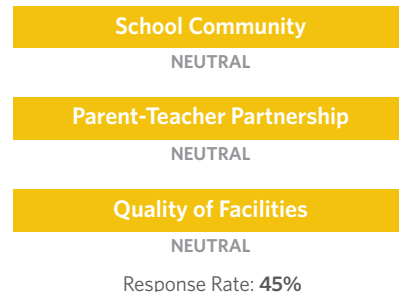 School Community
NEUTRAL
Parent-Teacher Partnership
NEUTRAL
Quality of Facilities
NEUTRAL
Response Rate: 45%